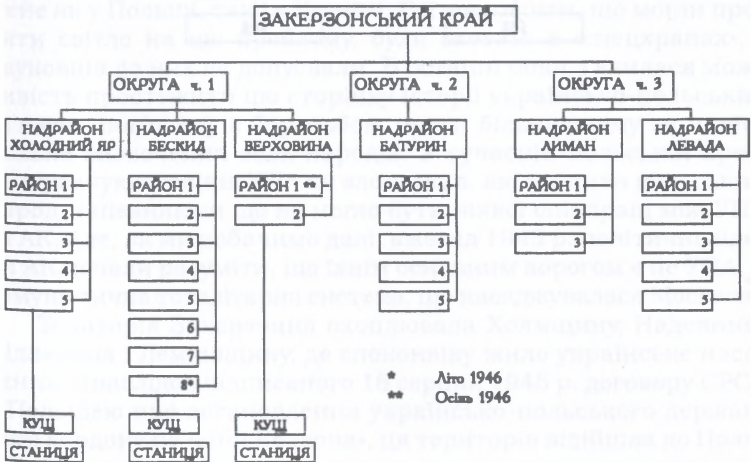 ЗАКЕРЗОНСЬКИЙ КРАЙ
ОКРУГА ч. 1 ОКРУГА ч. 2 ОКРУГА ч. 3
НАДРАЙОН ХОЛОДНИЙ ЯР
НАДРАЙОН БЕСКИД
НАДРАЙОН ВЕРХОВИНА
НАДРАЙОН БАТУРИН
НАДРАЙОН ЛИМАН
НАДРАЙОН ЛЕВАДА
РАЙОН 1 РАЙОН 1 РАЙОН 1 ** РАЙОН 1 РАЙОН 1 РАЙОН 1
2 2 2 2 2 2
3 3 3 3 3
4 4 4 4 4
5 5 5 5 5
6
7
8*
* Літо 1946
** Осінь 1946
КУЩ КУЩ КУЩ
СТАНИЦЯ СТАНИЦЯ СТАНИЦЯ